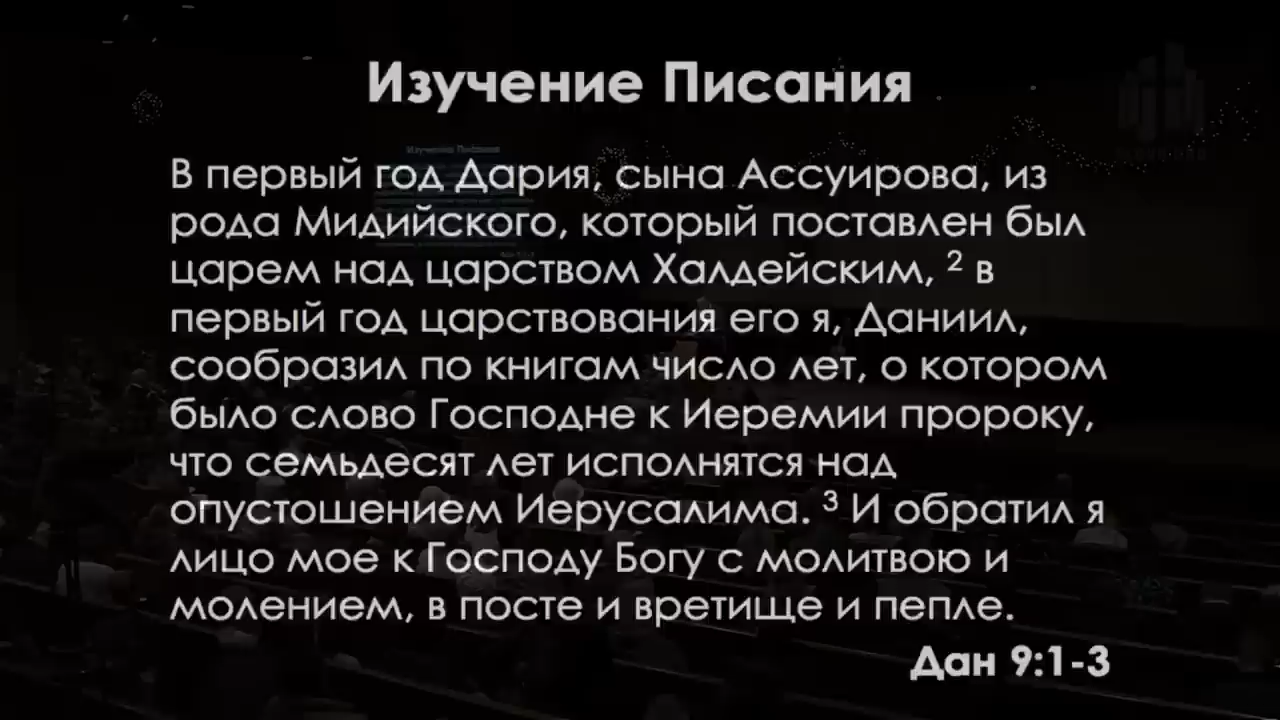 Изучение Писания
В первый год Дария, сына Ассуирова, из
рода Мидийского, который поставлен был
царем над царством Халдейским, ² в
первый год царствования его я, Даниил,
сообразил по книгам число лет, о котором
было слово Господне к Иеремии пророку,
что семьдесят лет исполнятся над
опустошением Иерусалима. ³ И обратил я
лицо мое к Господу Богу с молитвою и
молением, в посте и вретище и пепле.
Дан 9:1-3